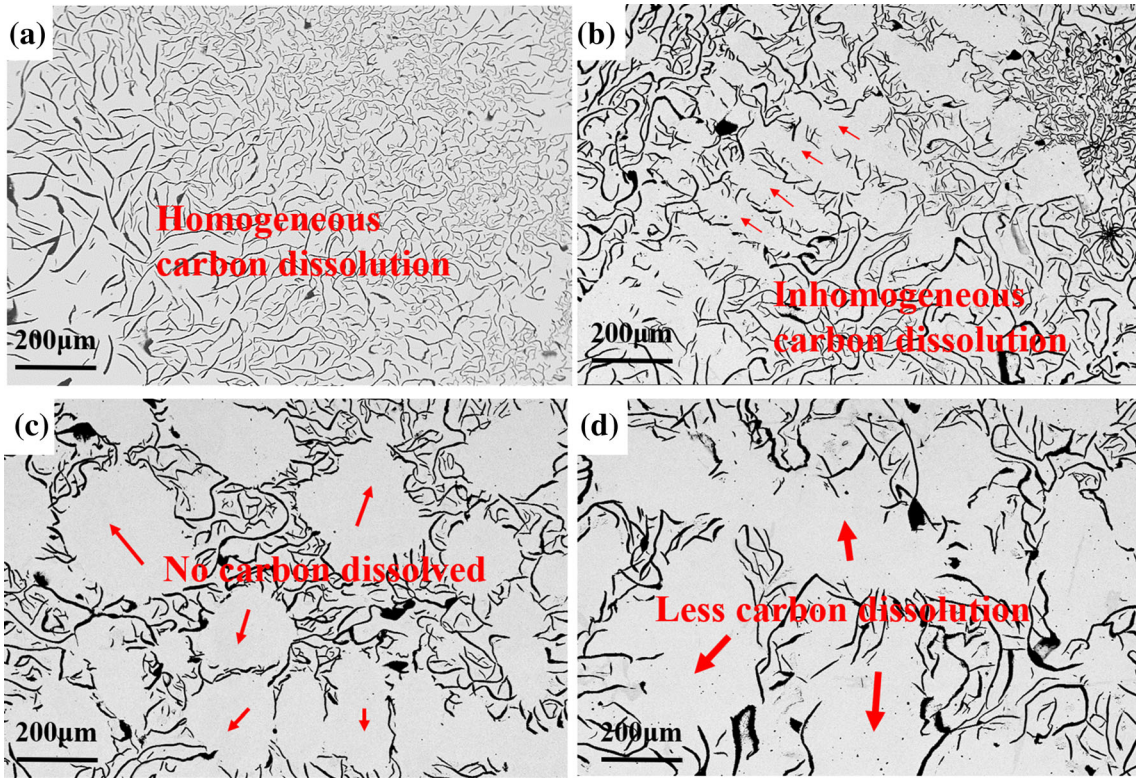 (a)
Homogeneous
carbon dissolution
200μm
(b)
Inhomogeneous
carbon dissolution
200μm
(c)
No carbon dissolved
200μm
(d)
Less carbon dissolution
200μm